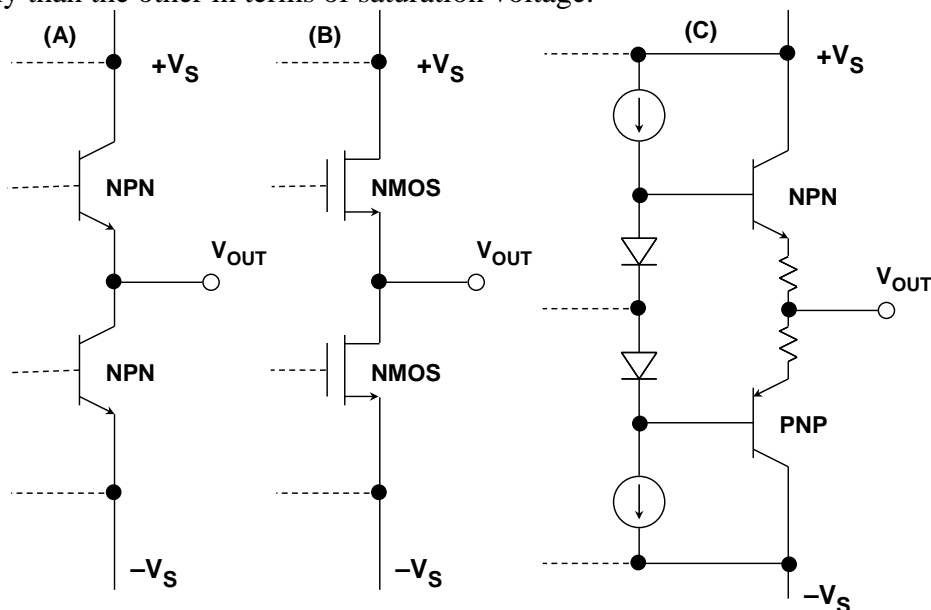 than the other in terms of saturation voltage.
(A)
+VS
NPN
VOUT
NPN
–VS
(B)
+VS
NMOS
VOUT
NMOS
–VS
(C)
+VS
NPN
VOUT
PNP
–VS